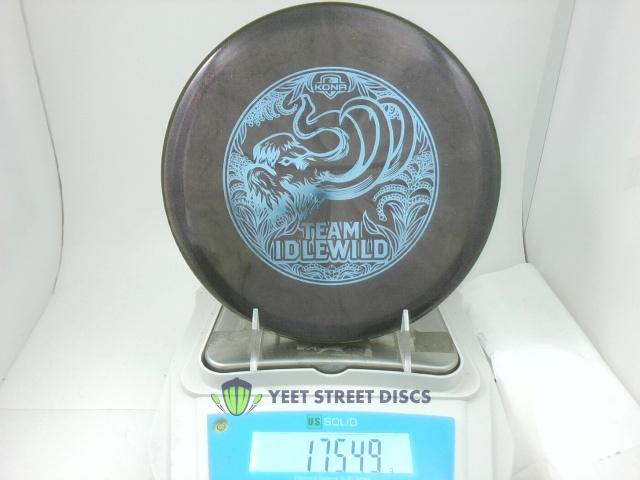 KONA
TEAM
IDLEWILD
YEET STREET DISCS
US SOLID
175.49 g